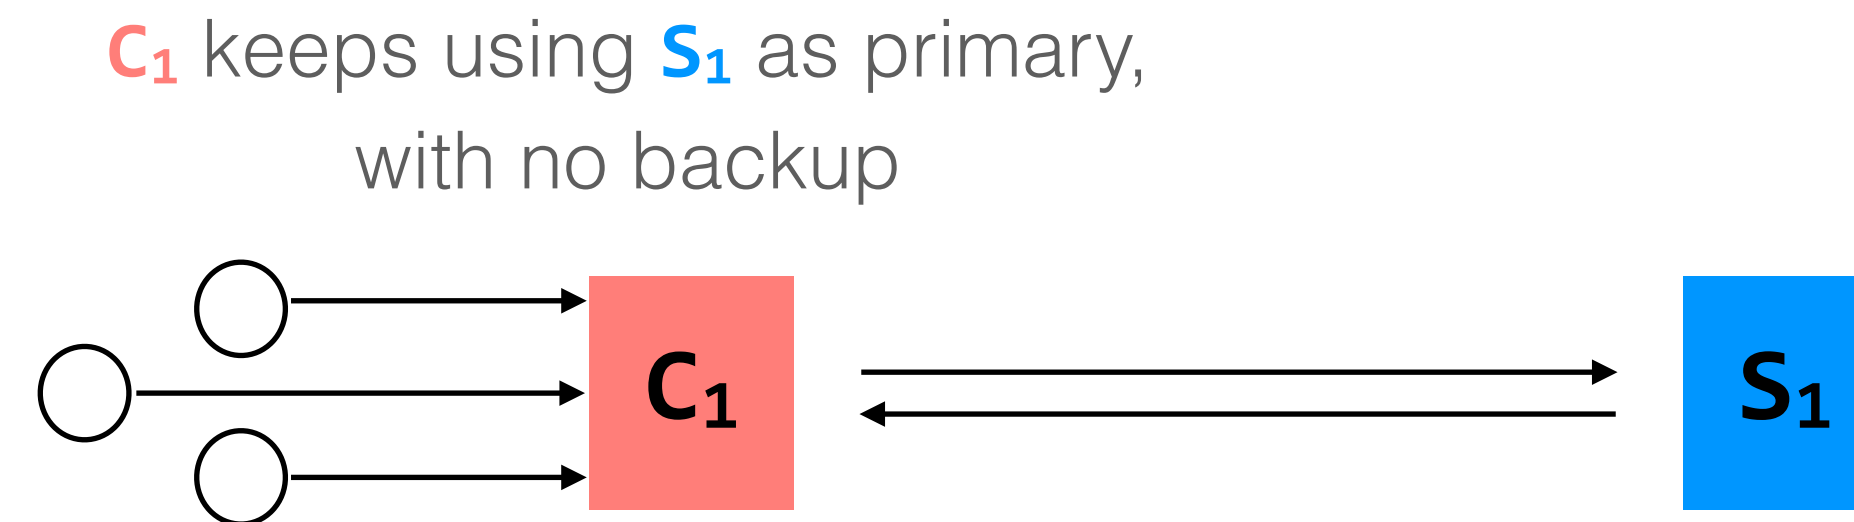 C₁ keeps using S₁ as primary,
with no backup
C₁
S₁